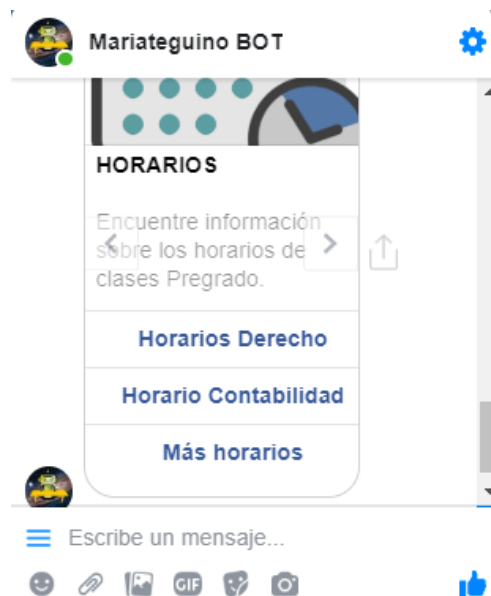 Mariateguino BOT
HORARIOS
Encuentre información
sobre los horarios de
clases Pregrado.
Horarios Derecho
Horario Contabilidad
Más horarios
Escribe un mensaje...
GIF